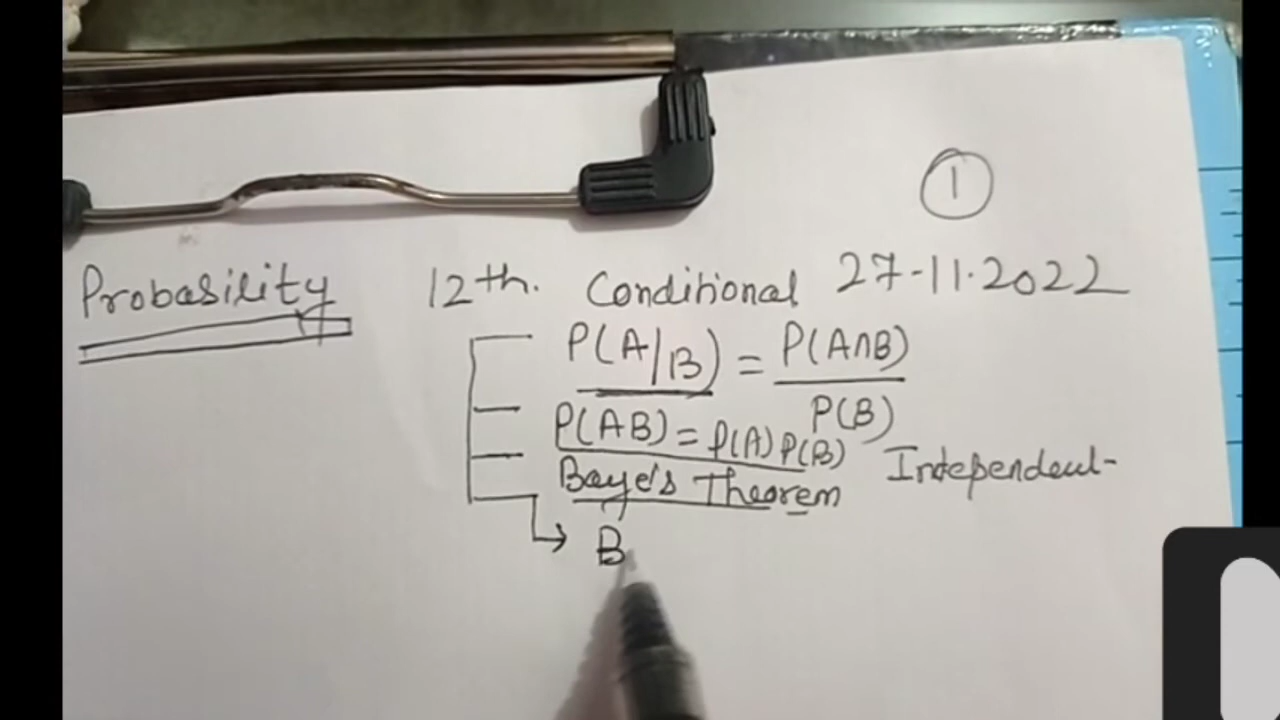 1
Probability 12th. Conditional 27-11-2022
P(A/B) = P(A∩B) / P(B)
P(AB) = P(A) P(B) Independent
Baye's Theorem
B